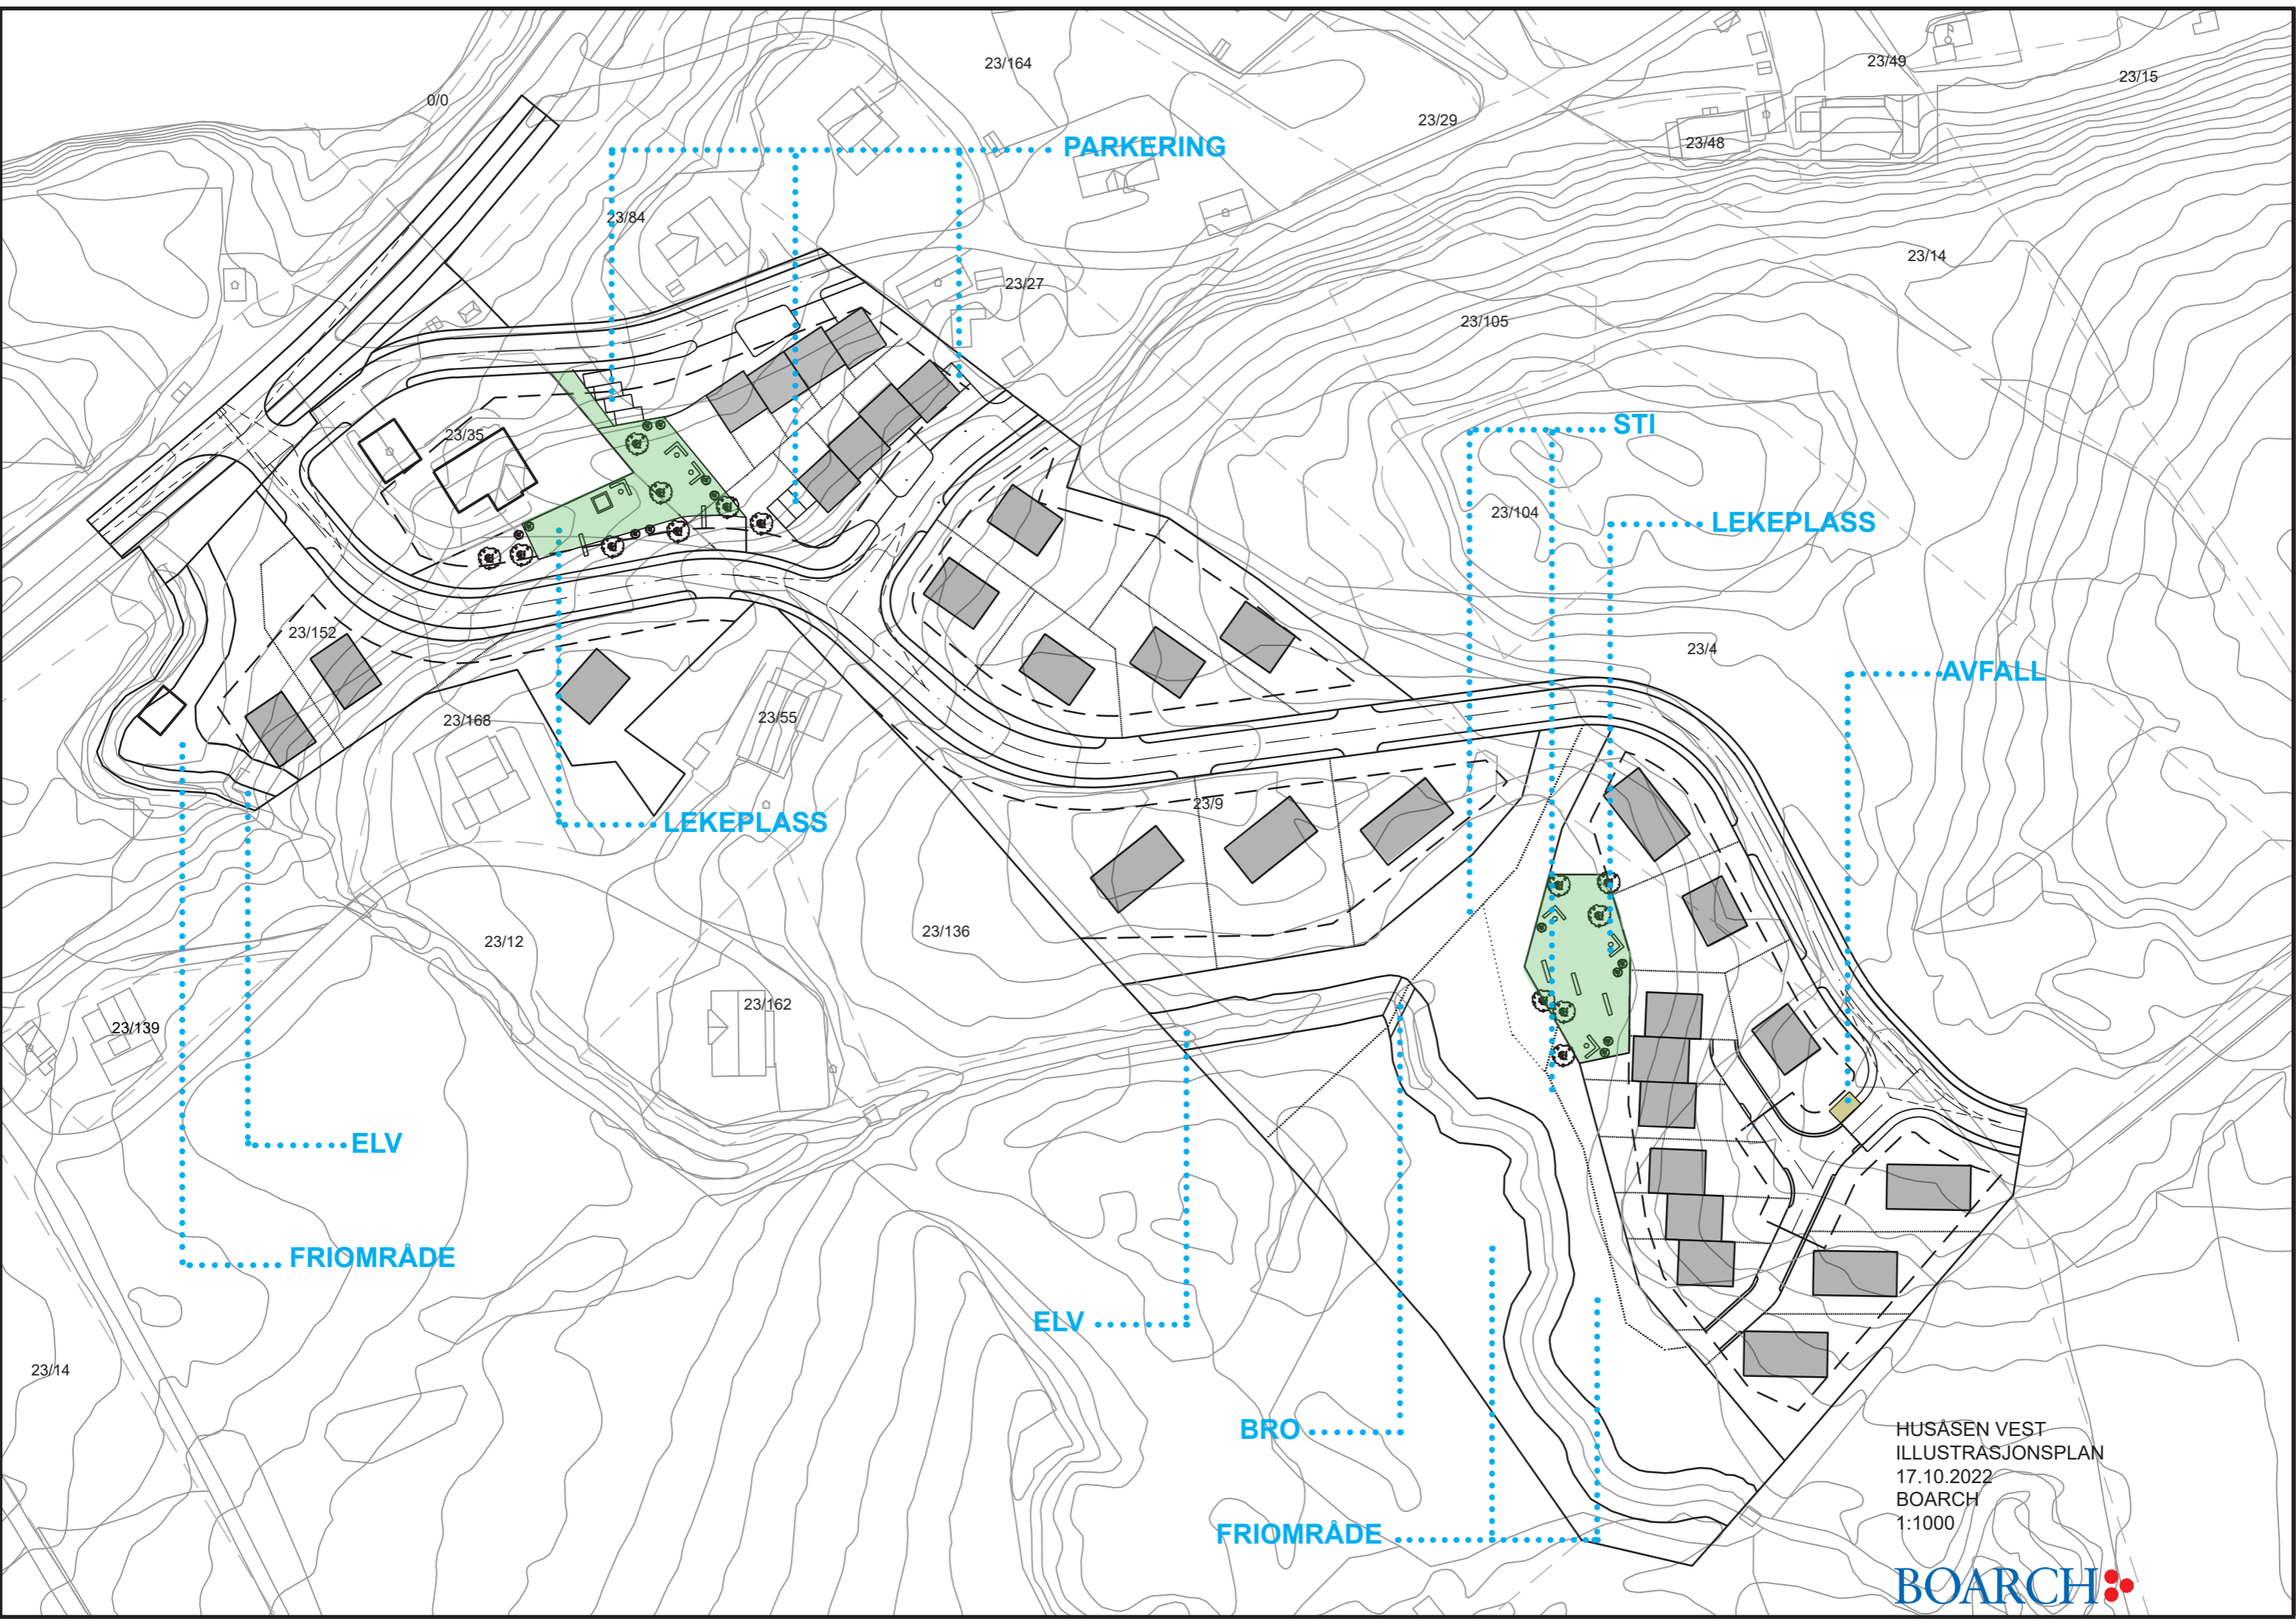 23/164
23/49
23/15
0/0
23/29
PARKERING
23/48
23/84
23/14
23/27
23/105
STI
23/35
23/104
LEKEPLASS
23/152
23/4
AVFALL
23/168
23/55
23/9
LEKEPLASS
23/136
23/12
23/162
23/139
ELV
FRIOMRÅDE
ELV
23/14
BRO
FRIOMRÅDE
HUSÅSEN VEST
ILLUSTRASJONSPLAN
17.10.2022
BOARCH
1:1000
BOARCH